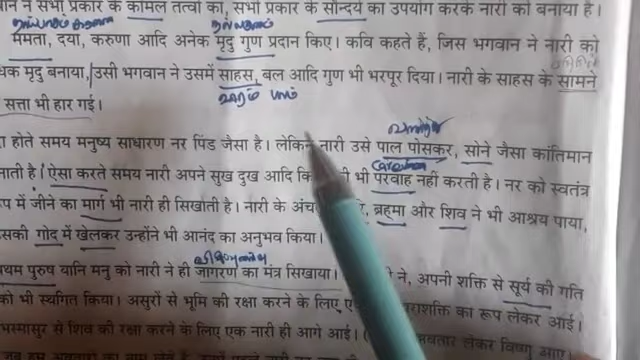 ान ने सभी प्रकार के कोमल तत्वों का, सभी प्रकार के सौन्दर्य का उपयोग करके नारी को बनाया है।
ममता, दया, करुणा आदि अनेक मृदु गुण प्रदान किए। कवि कहते हैं, जिस भगवान ने नारी को
धिक मृदु बनाया, उसी भगवान ने उसमें साहस, बल आदि गुण भी भरपूर दिया। नारी के साहस के सामने
सत्ता भी हार गई।
होते समय मनुष्य साधारण नर पिंड जैसा है। लेकिन नारी उसे पाल पोसकर, सोने जैसा कांतिमान
नाती है। ऐसा करते समय नारी अपने सुख दुख आदि कि भी परवाह नहीं करती है। नर को स्वतंत्र
प में जीने का मार्ग भी नारी ही सिखाती है। नारी के अंच ब्रह्मा और शिव ने भी आश्रय पाया,
सकी गोद में खेलकर उन्होंने भी आनंद का अनुभव किया।
थम पुरुष यानि मनु को नारी ने ही जागरण का मंत्र सिखाया। ने, अपनी शक्ति से सूर्य की गति
को भी स्थगित किया। असुरों से भूमि की रक्षा करने के लिए ए राशक्ति का रूप लेकर आई।
भस्मासुर से शिव की रक्षा करने के लिए एक नारी ही आगे आई।